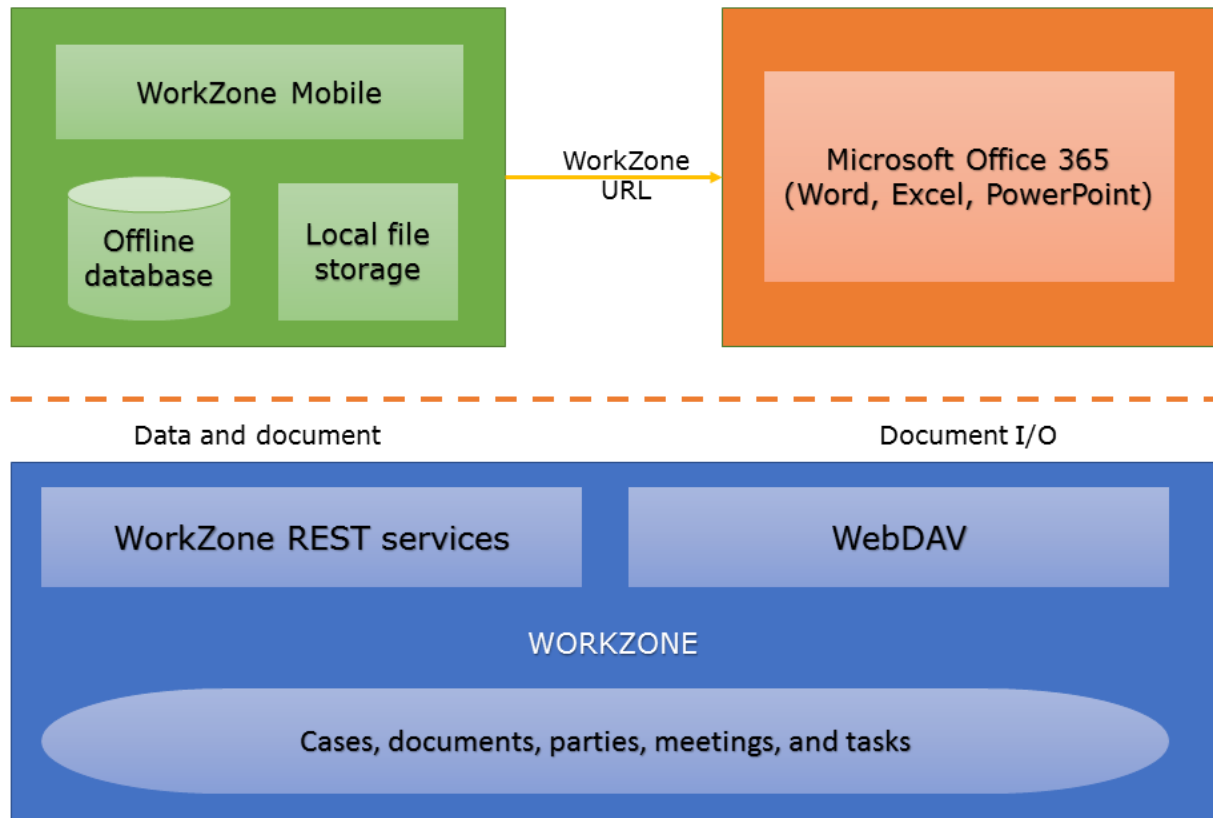 WorkZone Mobile
Offline
database
Local file
storage
WorkZone
URL
Microsoft Office 365
(Word, Excel, PowerPoint)
Data and document
Document I/O
WorkZone REST services
WebDAV
WORKZONE
Cases, documents, parties, meetings, and tasks